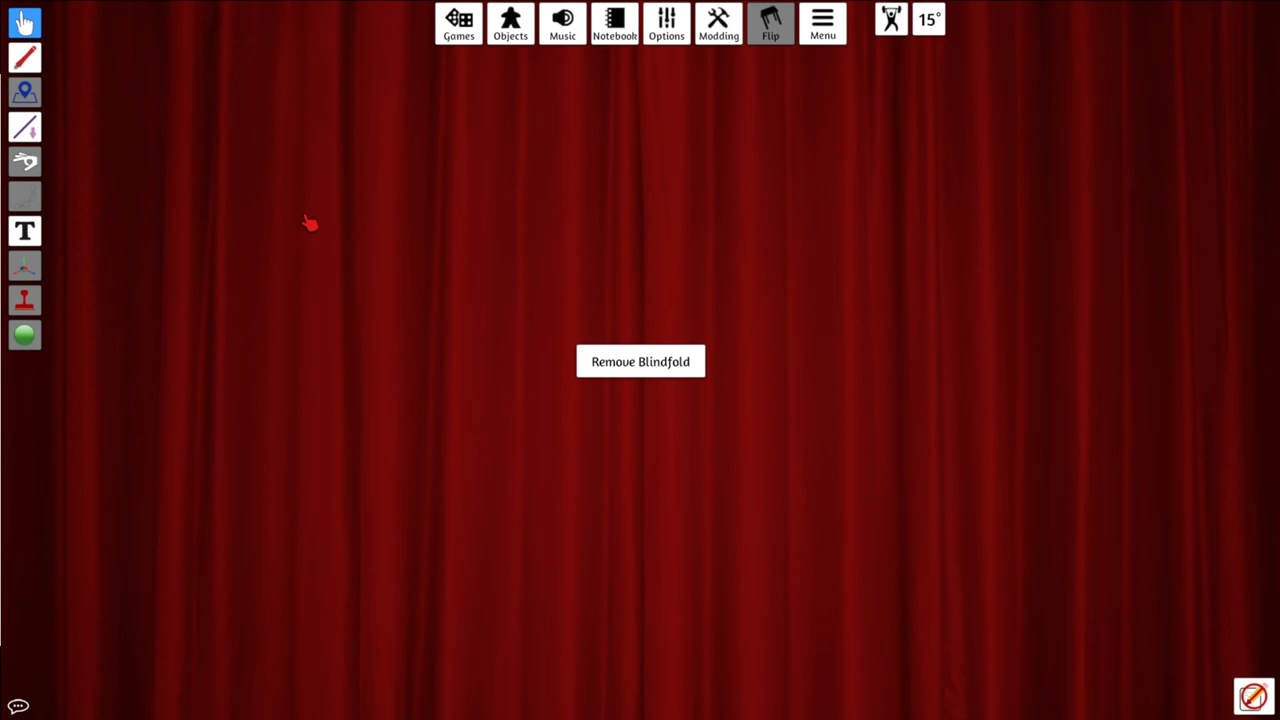 Games
Objects
Music
Notebook
Options
Modding
Flip
Menu
15°
T
Remove Blindfold